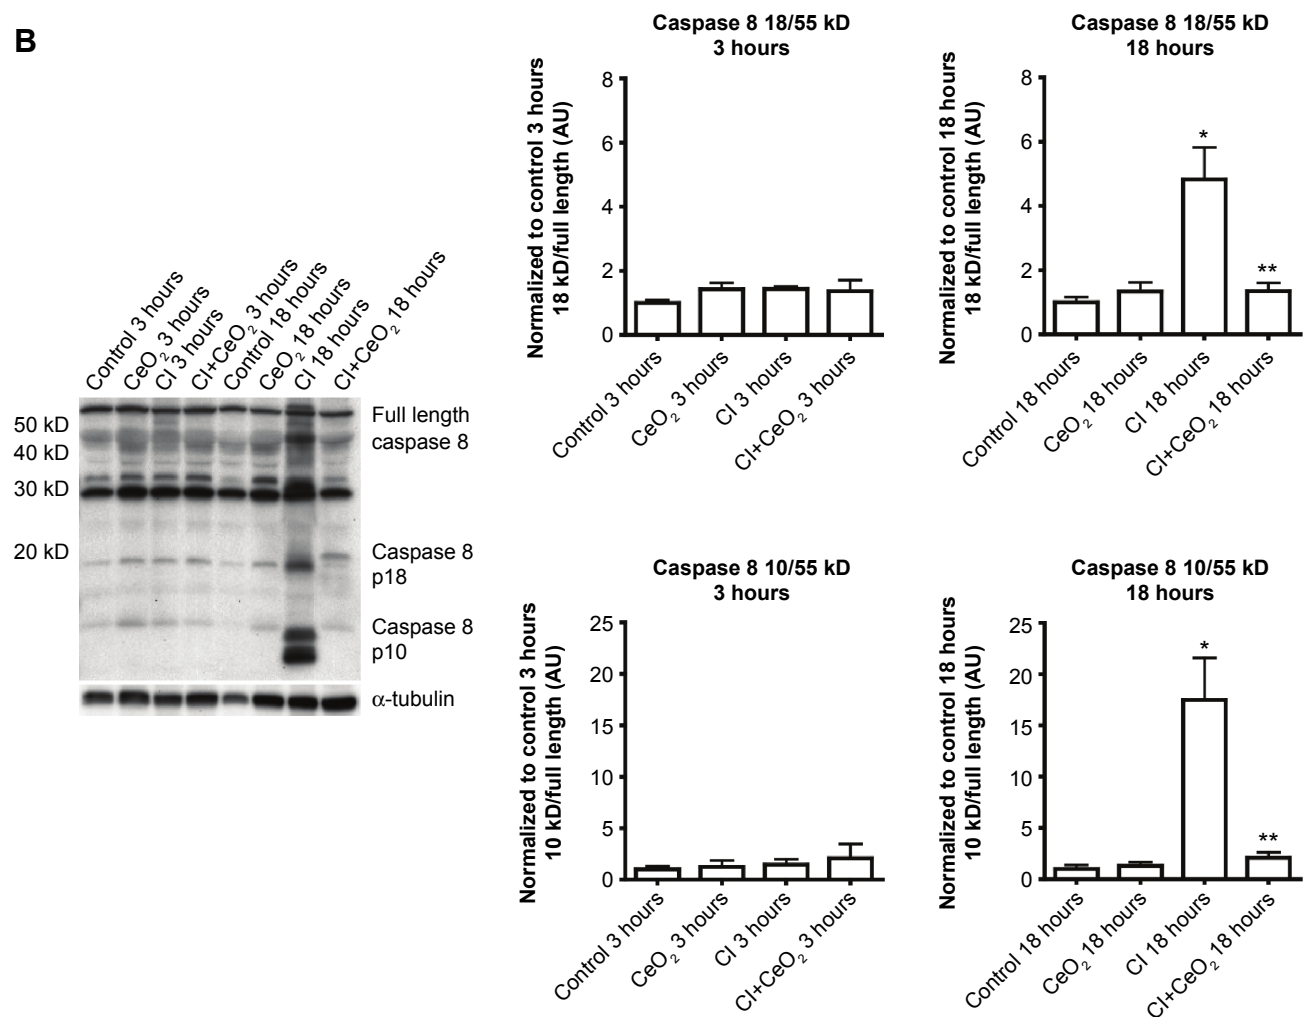 B
Control 3 hours
CeO2 3 hours
CI 3 hours
CI+CeO2 3 hours
Control 18 hours
CeO2 18 hours
CI 18 hours
CI+CeO2 18 hours
50 kD
40 kD
30 kD
20 kD
Full length
caspase 8
Caspase 8
p18
Caspase 8
p10
α-tubulin
Caspase 8 18/55 kD
3 hours
Normalized to control 3 hours
18 kD/full length (AU)
8
6
4
2
0
Control 3 hours
CeO2 3 hours
CI 3 hours
CI+CeO2 3 hours
Caspase 8 18/55 kD
18 hours
Normalized to control 18 hours
18 kD/full length (AU)
8
6
4
2
0
*
**
Control 18 hours
CeO2 18 hours
CI 18 hours
CI+CeO2 18 hours
Caspase 8 10/55 kD
3 hours
Normalized to control 3 hours
10 kD/full length (AU)
25
20
15
10
5
0
Control 3 hours
CeO2 3 hours
CI 3 hours
CI+CeO2 3 hours
Caspase 8 10/55 kD
18 hours
Normalized to control 18 hours
10 kD/full length (AU)
25
20
15
10
5
0
*
**
Control 18 hours
CeO2 18 hours
CI 18 hours
CI+CeO2 18 hours